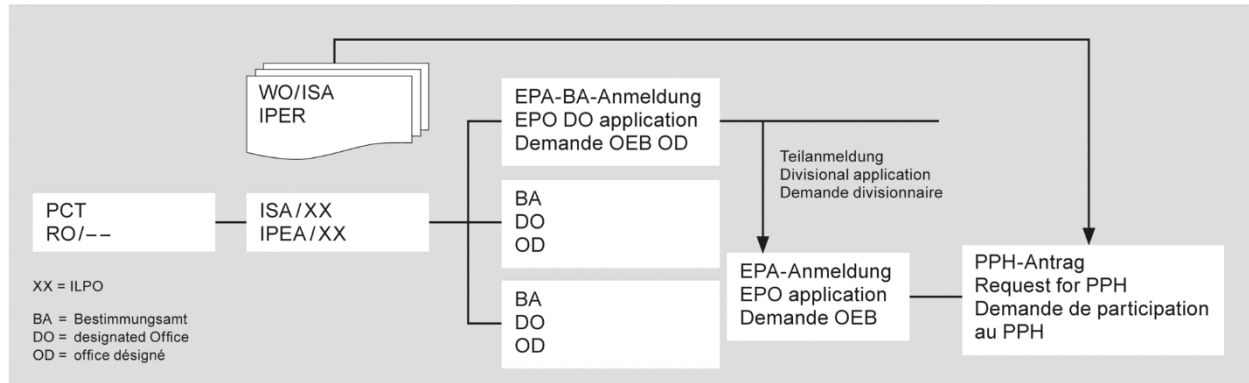 WO/ISA
IPER
EPA-BA-Anmeldung
EPO DO application
Demande OEB OD
Teilanmeldung
Divisional application
Demande divisionnaire
PCT
RO/––
ISA/XX
IPEA/XX
BA
DO
OD
EPA-Anmeldung
EPO application
Demande OEB
PPH-Antrag
Request for PPH
Demande de participation
au PPH
XX = ILPO
BA = Bestimmungsamt
DO = designated Office
OD = office désigné
BA
DO
OD